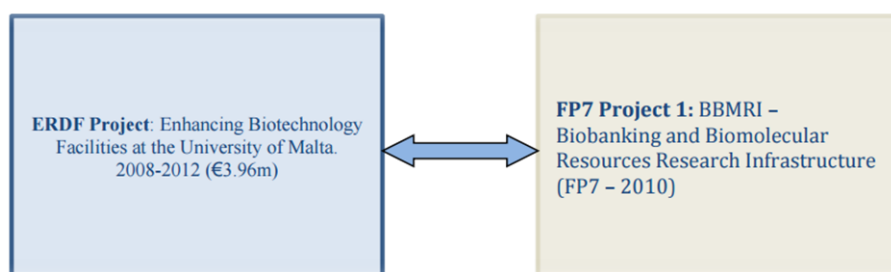 ERDF Project: Enhancing Biotechnology
Facilities at the University of Malta.
2008-2012 (€3.96m)
FP7 Project 1: BBMRI –
Biobanking and Biomolecular
Resources Research Infrastructure
(FP7 – 2010)